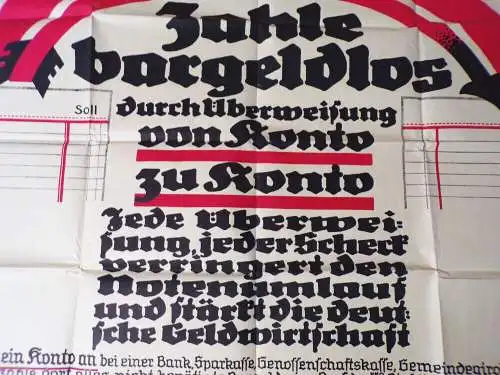 Zahle
bargeldlos
Soll
durch Überweisung
von Konto
zu Konto
Jede Überwei-
sung, jeder Scheck
verringert den
Notenumlauf
und stärkt die deut-
sche Geldwirtschaft
ein Konto an bei einer Bank, Sparkasse, Genossenschaftskasse, Gemeindegir